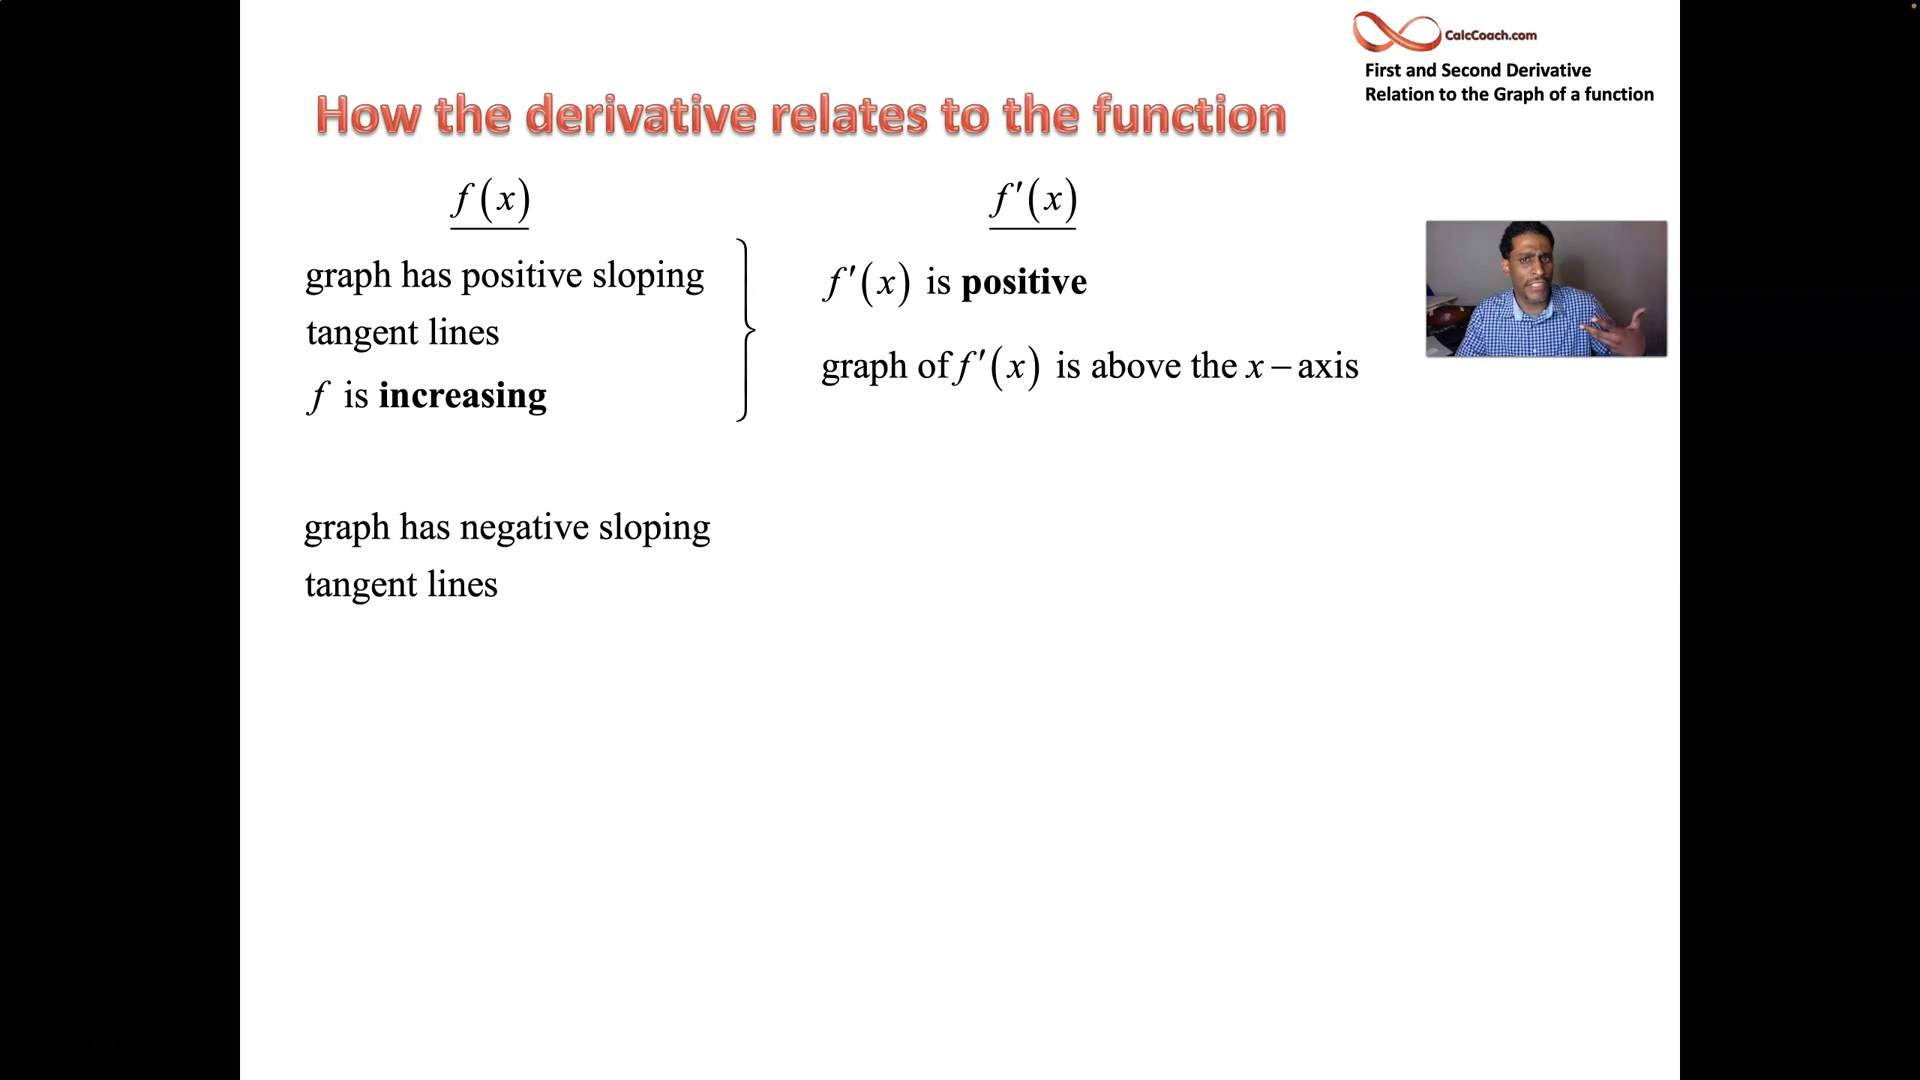 CalcCoach.com
First and Second Derivative
Relation to the Graph of a function
How the derivative relates to the function
f(x)
f′(x)
graph has positive sloping
tangent lines
f is increasing
f′(x) is positive
graph of f′(x) is above the x – axis
graph has negative sloping
tangent lines